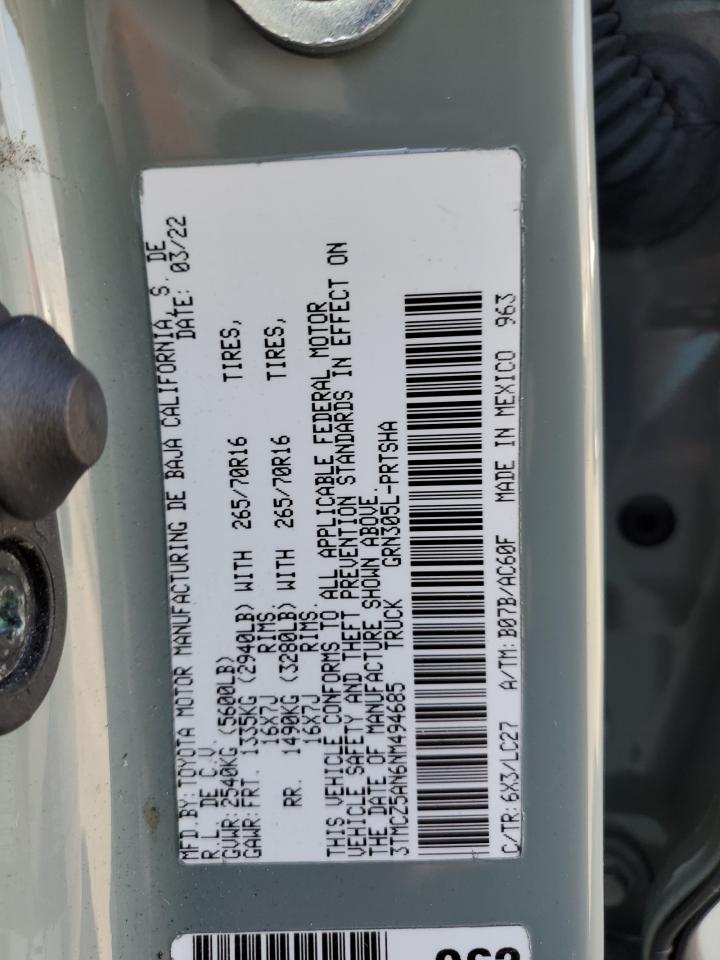 MFD.BY:TOYOTA MOTOR MANUFACTURING DE BAJA CALIFORNIA, S. DE
R.L. DE C.V. DATE: 03/22
GVWR:2540KG (5600LB)
GAWR:FRT. 1335KG (2940LB) WITH 265/70R16 TIRES,
16X7J RIMS.
RR. 1490KG (3280LB) WITH 265/70R16 TIRES,
16X7J RIMS.
THIS VEHICLE CONFORMS TO ALL APPLICABLE FEDERAL MOTOR
VEHICLE SAFETY AND THEFT PREVENTION STANDARDS IN EFFECT ON
THE DATE OF MANUFACTURE SHOWN ABOVE.
3TMCZ5AN6NM494685 TRUCK GRN305L-PRTSHA
C/TR:6X3/LC27 A/TM:B07B/AC60F MADE IN MEXICO 963